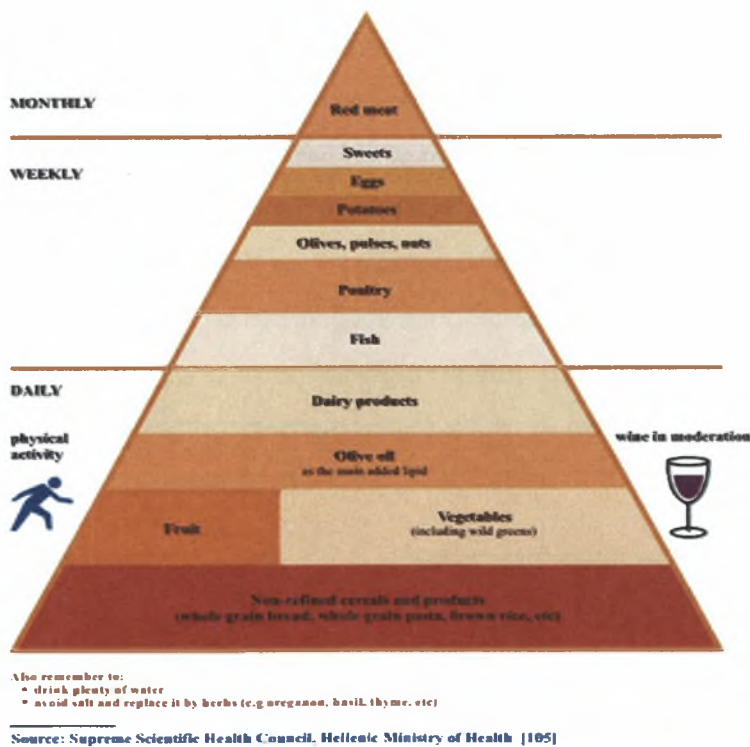 MONTHLY
Red meat
WEEKLY
Sweets
Eggs
Potatoes
Olives, pulses, nuts
Poultry
Fish
DAILY
Dairy products
physical
activity
wine in moderation
Olive oil
as the main added lipid
Fruit
Vegetables
(including wild greens)
Non-refined cereals and products
(whole grain bread, whole grain pasta, brown rice, etc)
Also remember to:
• drink plenty of water
• avoid salt and replace it by herbs (e.g oreganon, basil, thyme, etc)
Source: Supreme Scientific Health Council, Hellenic Ministry of Health [105]